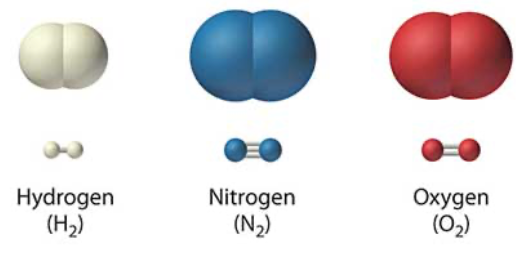 Hydrogen
(H₂)
Nitrogen
(N₂)
Oxygen
(O₂)